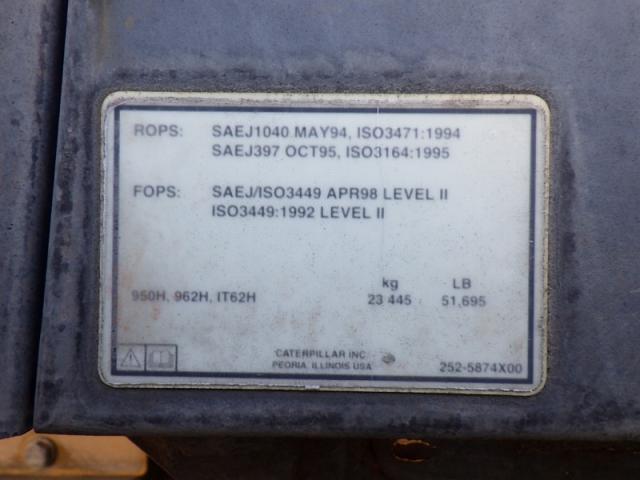 ROPS: SAEJ1040 MAY94, ISO3471:1994
SAEJ397 OCT95, ISO3164:1995
FOPS: SAEJ/ISO3449 APR98 LEVEL II
ISO3449:1992 LEVEL II
kg LB
950H, 962H, IT62H 23 445 51,695
CATERPILLAR INC.
PEORIA, ILLINOIS USA 252-5874X00